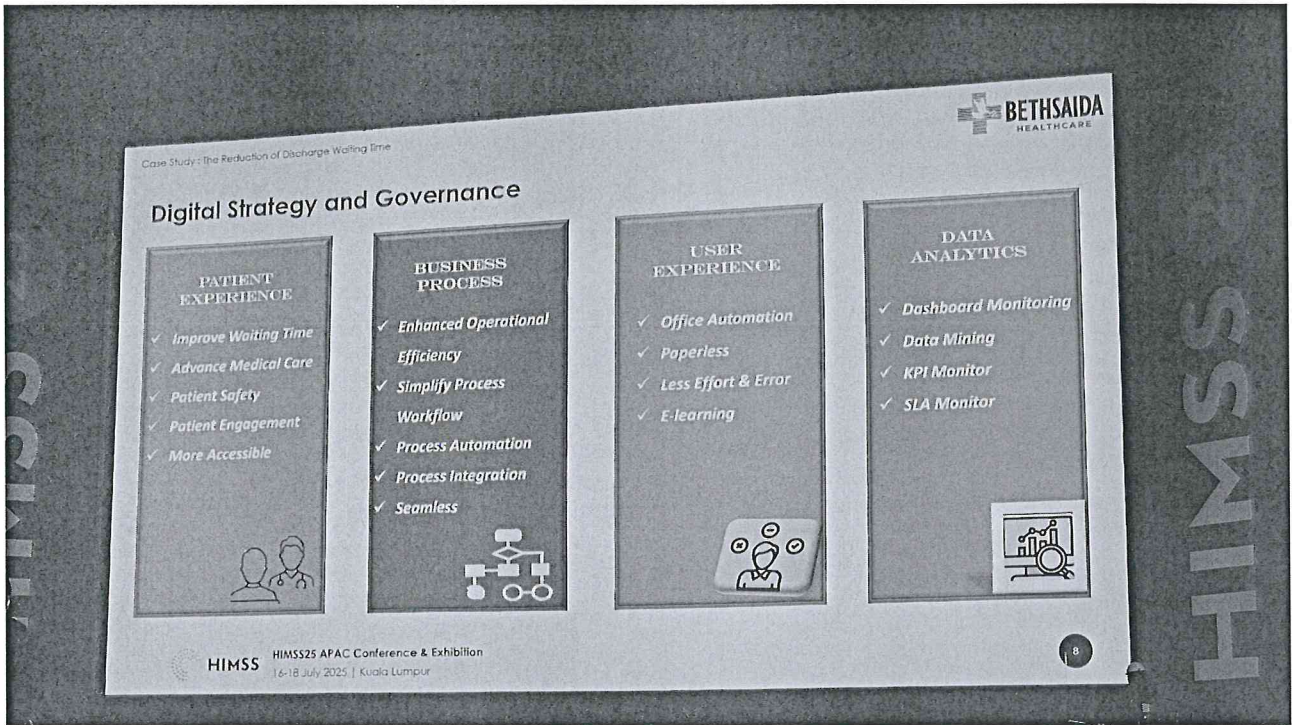 BETHSAIDA
HEALTHCARE
Case Study : The Reduction of Discharge Waiting Time
Digital Strategy and Governance
PATIENT
EXPERIENCE
✓ Improve Waiting Time
✓ Advance Medical Care
✓ Patient Safety
✓ Patient Engagement
✓ More Accessible
BUSINESS
PROCESS
✓ Enhanced Operational
Efficiency
✓ Simplify Process
Workflow
✓ Process Automation
✓ Process Integration
✓ Seamless
USER
EXPERIENCE
✓ Office Automation
✓ Paperless
✓ Less Effort & Error
✓ E-learning
DATA
ANALYTICS
✓ Dashboard Monitoring
✓ Data Mining
✓ KPI Monitor
✓ SLA Monitor
HIMSS
HIMSS25 APAC Conference & Exhibition
16-18 July 2025 | Kuala Lumpur
8
HIMSS